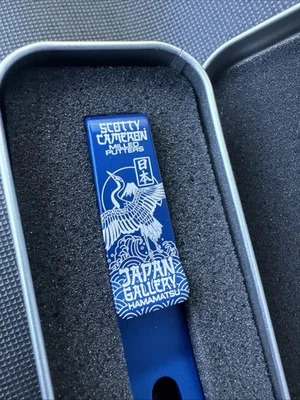 SCOTTY
CAMERON
MILLED
PUTTERS
日本
JAPAN
GALLERY
HAMAMATSU